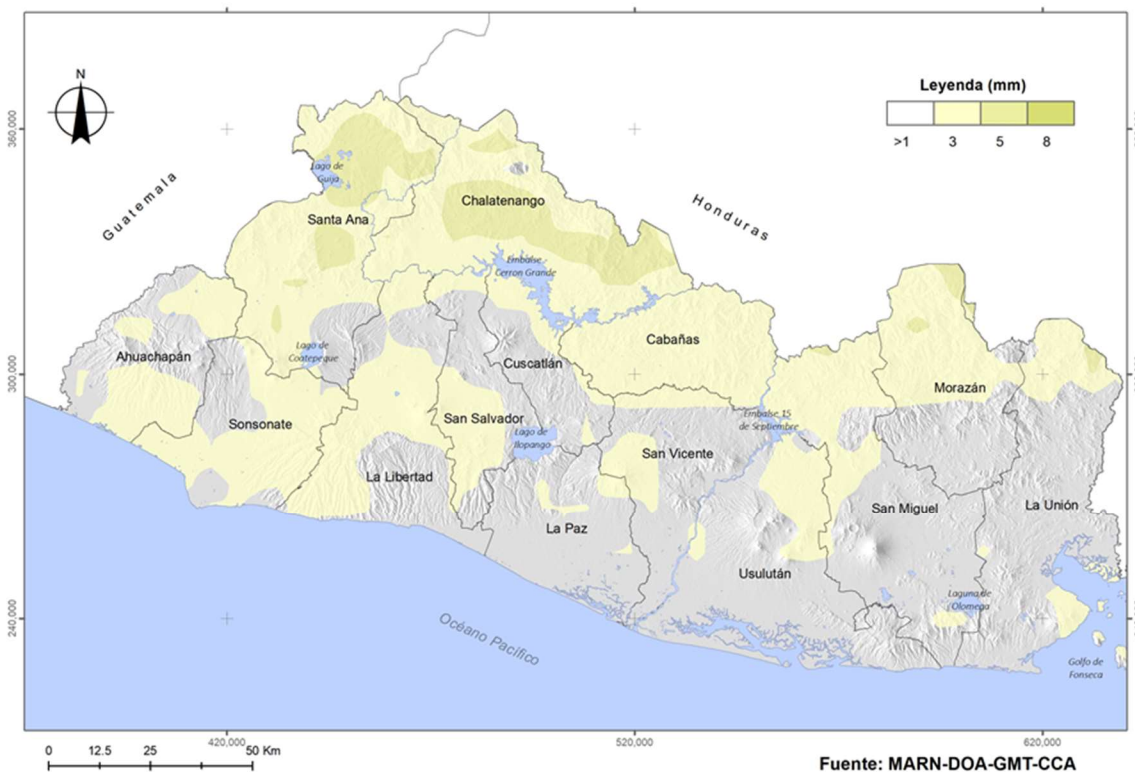 N
Leyenda (mm)
>1 3 5 8
360,000
Guatemala
Honduras
Lago de
Guija
Santa Ana
Chalatenango
Embalse
Cerron Grande
300,000
Ahuachapán
Lago de
Coatepeque
Cuscatlán
Cabañas
Morazán
Sonsonate
San Salvador
Lago de
Ilopango
Embalse 15
de Septiembre
San Vicente
La Libertad
La Paz
San Miguel
La Unión
Usulután
Laguna de
Olomega
240,000
Océano Pacífico
Golfo de
Fonseca
420,000 520,000 620,000
0 12.5 25 50 Km
Fuente: MARN-DOA-GMT-CCA